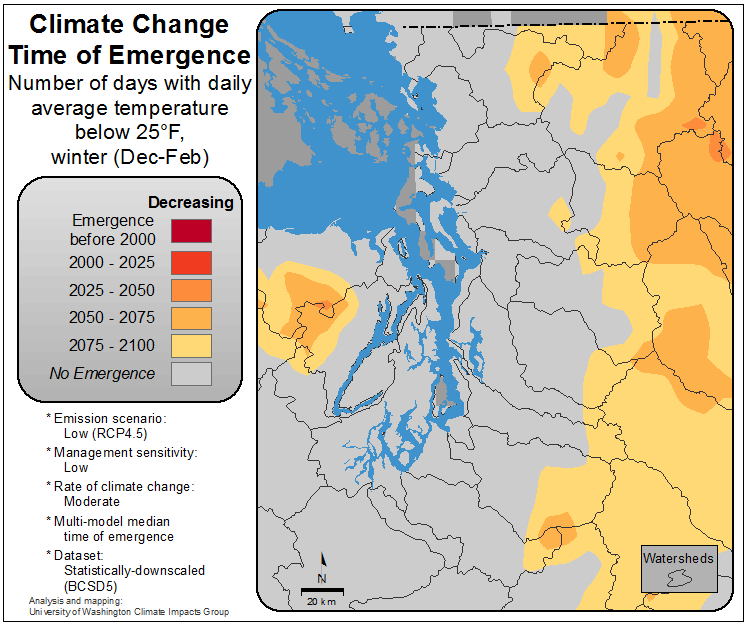 Climate Change
Time of Emergence
Number of days with daily
average temperature
below 25°F,
winter (Dec-Feb)
Decreasing
Emergence
before 2000
2000 - 2025
2025 - 2050
2050 - 2075
2075 - 2100
No Emergence
* Emission scenario:
Low (RCP4.5)
* Management sensitivity:
Low
* Rate of climate change:
Moderate
* Multi-model median
time of emergence
* Dataset:
Statistically-downscaled
(BCSD5)
Analysis and mapping:
University of Washington Climate Impacts Group
N
20 km
Watersheds